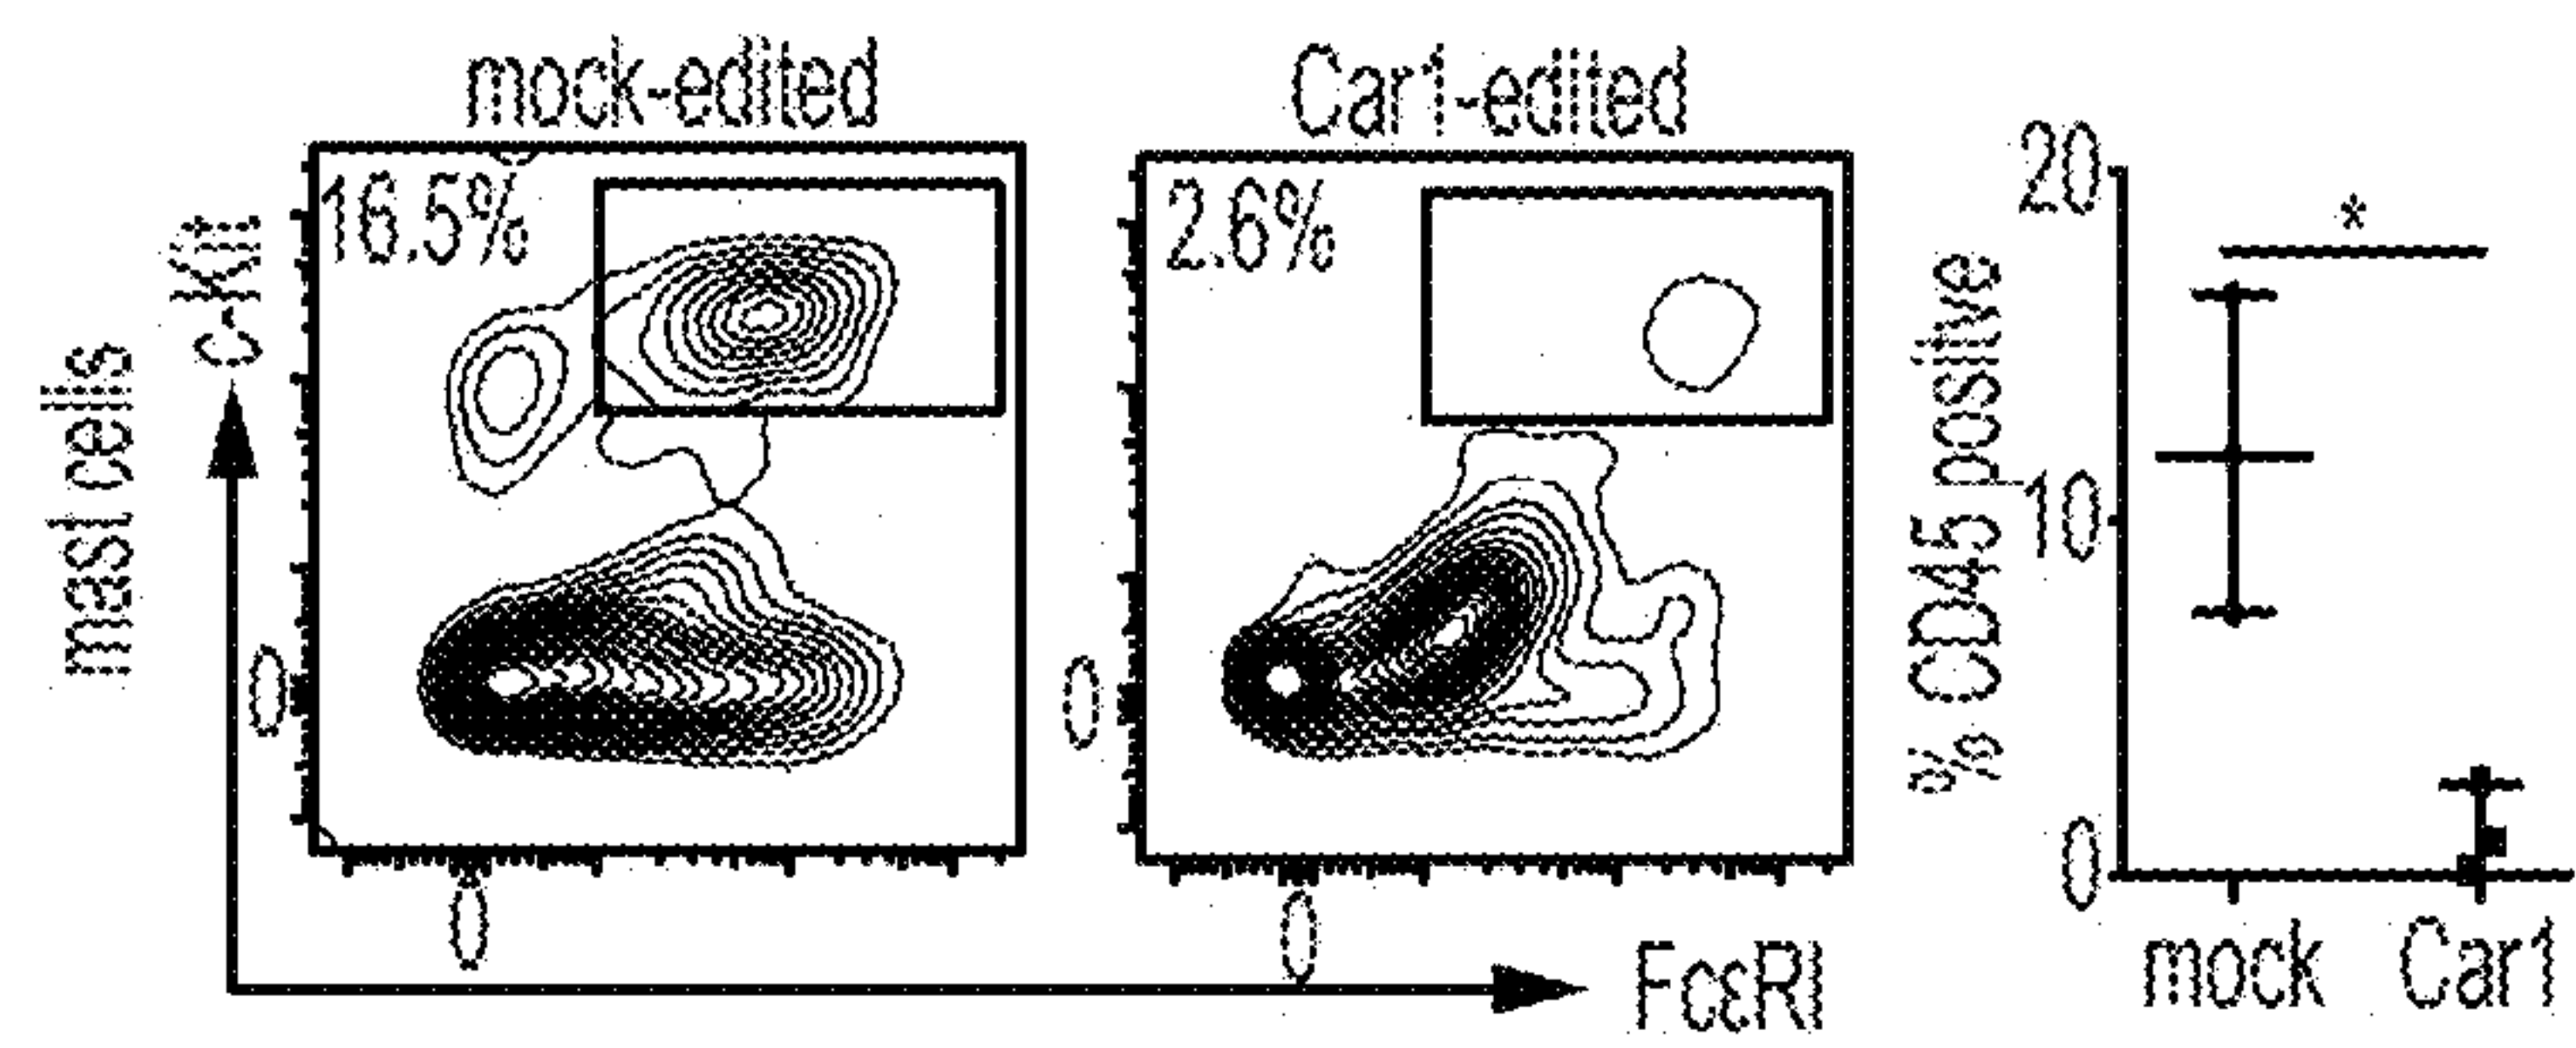 mock-edited
Car1-edited
mast cells
c-Kit
16.5%
2.6%
0
0
0
0
FcεRI
% CD45 positive
20
10
0
*
mock
Car1